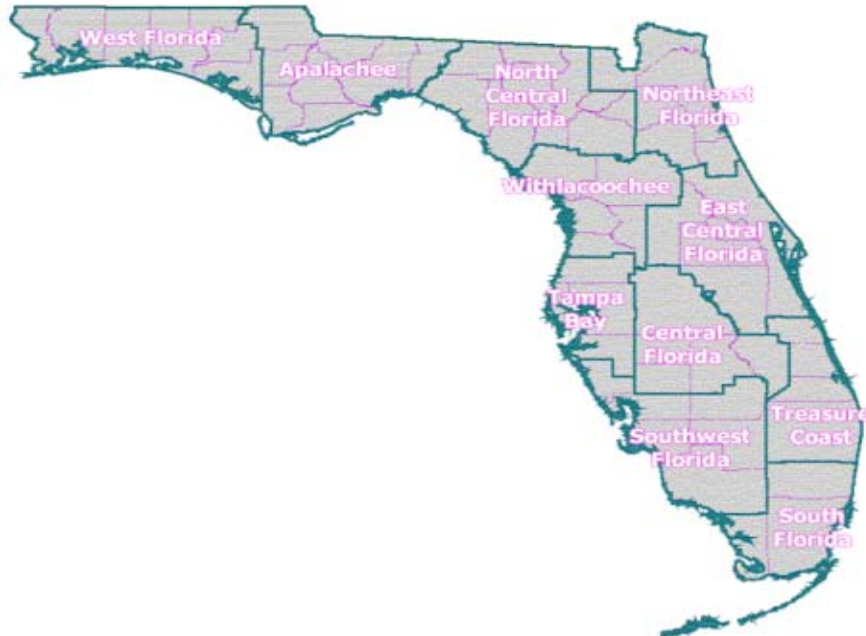 West Florida
Apalachee
North
Central
Florida
Northeast
Florida
Withlacoochee
East
Central
Florida
Tampa
Bay
Central
Florida
Treasure
Coast
Southwest
Florida
South
Florida